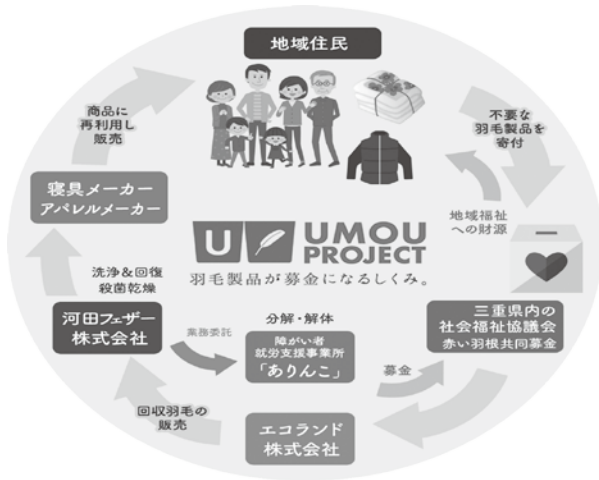 地域住民
商品に
再利用し
販売
不要な
羽毛製品を
寄付
寝具メーカー
アパレルメーカー
地域福祉
への財源
U
UMOU
PROJECT
羽毛製品が募金になるしくみ。
洗浄&回復
殺菌乾燥
河田フェザー
株式会社
業務委託
分解・解体
障がい者
就労支援事業所
「ありんこ」
募金
三重県内の
社会福祉協議会
赤い羽根共同募金
回収羽毛の
販売
エコランド
株式会社